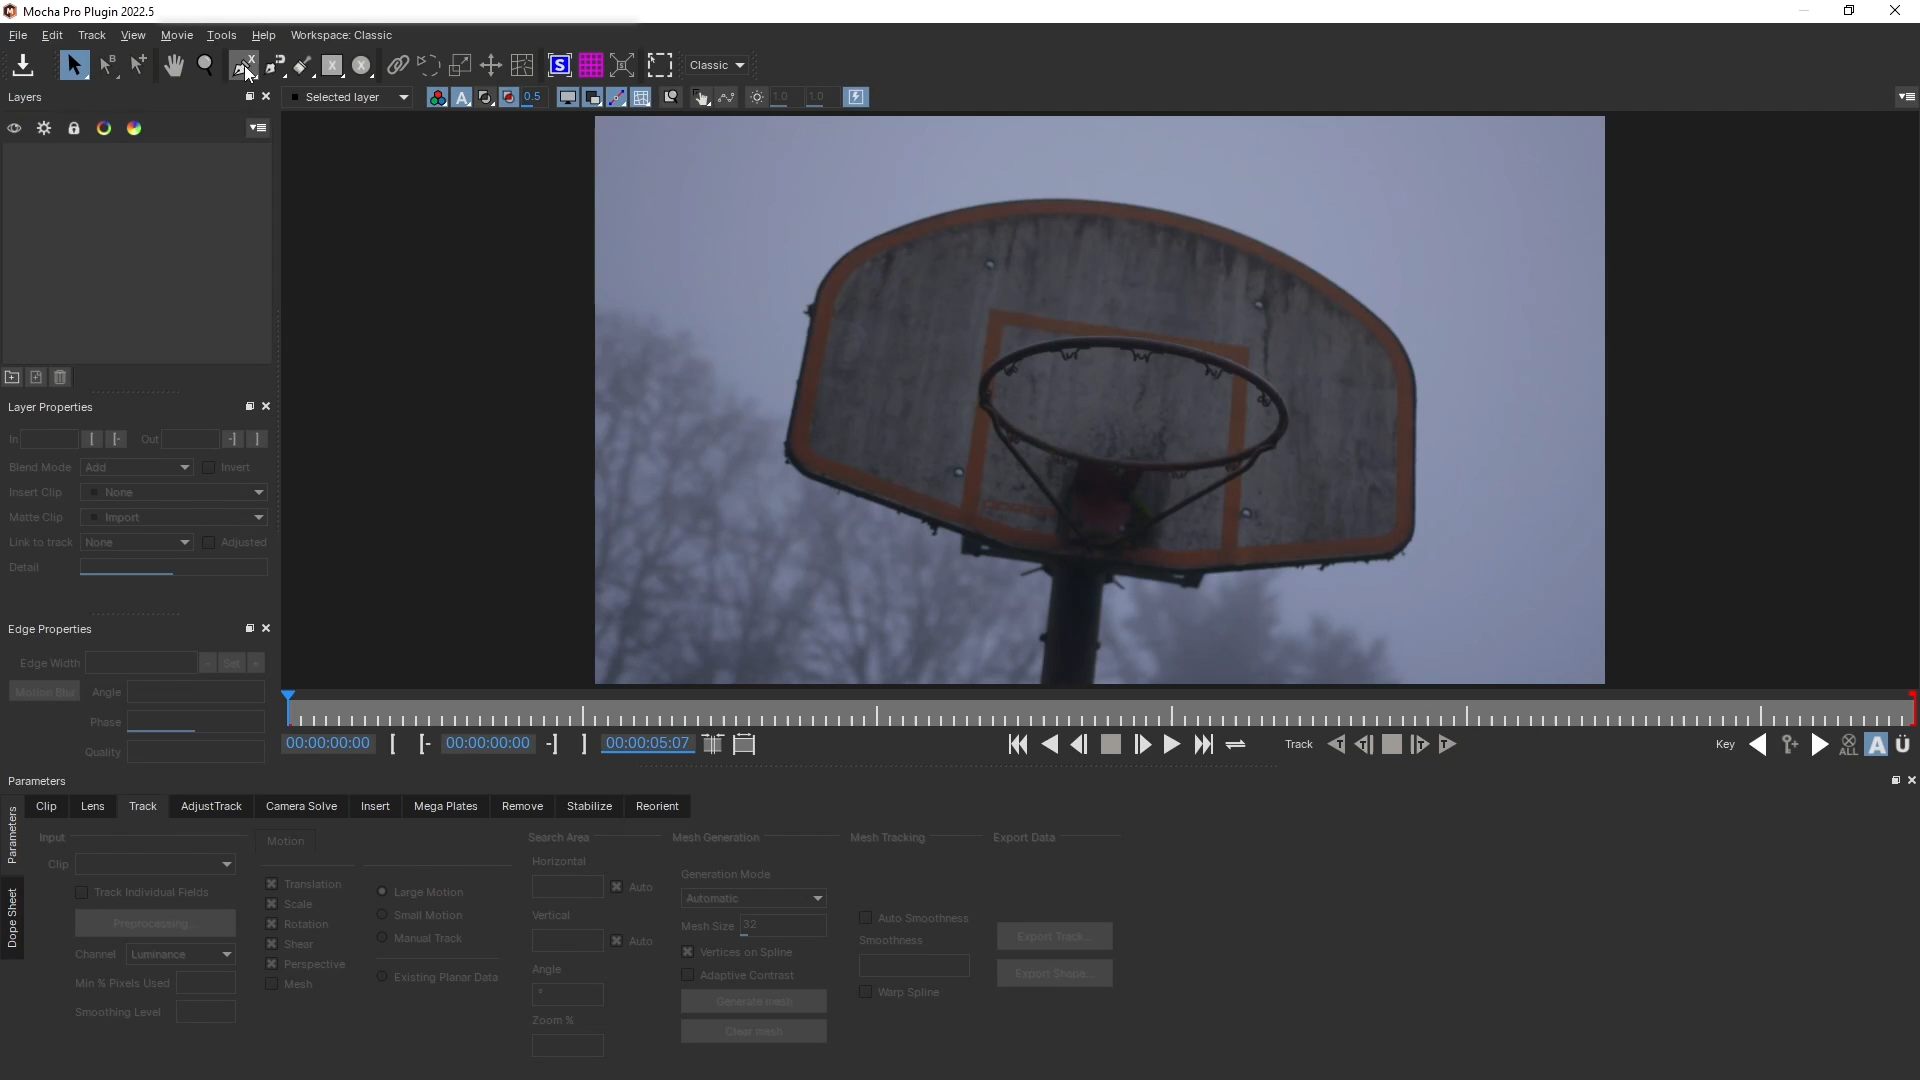 Mocha Pro Plugin 2022.5
File Edit Track View Movie Tools Help Workspace: Classic
Classic
Layers
Selected layer
A
0.5
1.0
1.0
Layer Properties
In
Out
Blend Mode Add
Invert
Insert Clip None
Matte Clip Import
Link to track None
Adjusted
Detail
Edge Properties
Edge Width
Set
Motion Blur
Angle
Phase
Quality
00:00:00:00
00:00:00:00
00:00:05:07
Track
Key
ALL
A
Ü
Parameters
Parameters
Dope Sheet
Clip Lens Track AdjustTrack Camera Solve Insert Mega Plates Remove Stabilize Reorient
Input
Clip
Track Individual Fields
Preprocessing...
Channel Luminance
Min % Pixels Used
Smoothing Level
Motion
Translation
Scale
Rotation
Shear
Perspective
Mesh
Large Motion
Small Motion
Manual Track
Existing Planar Data
Search Area
Horizontal
Auto
Vertical
Auto
Angle
°
Zoom %
Mesh Generation
Generation Mode
Automatic
Mesh Size 32
Vertices on Spline
Adaptive Contrast
Generate mesh
Clear mesh
Mesh Tracking
Auto Smoothness
Smoothness
Warp Spline
Export Data
Export Track...
Export Shape...